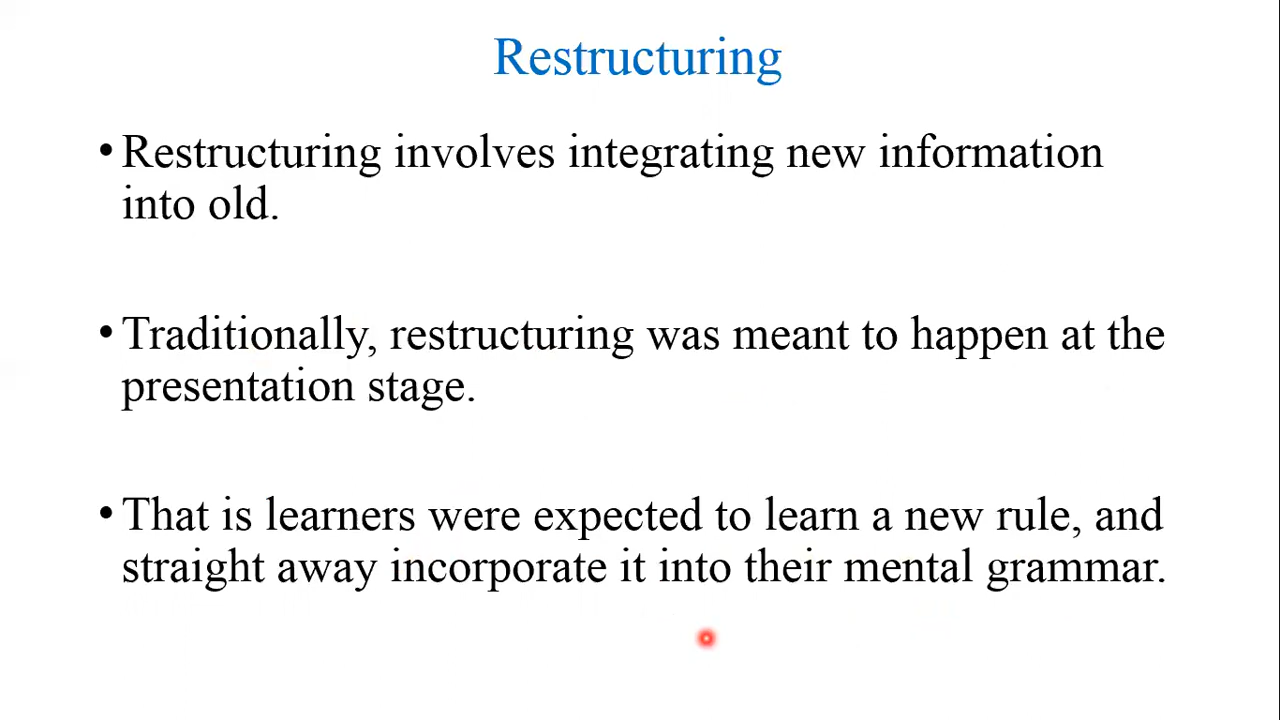 Restructuring
• Restructuring involves integrating new information
into old.
• Traditionally, restructuring was meant to happen at the
presentation stage.
• That is learners were expected to learn a new rule, and
straight away incorporate it into their mental grammar.